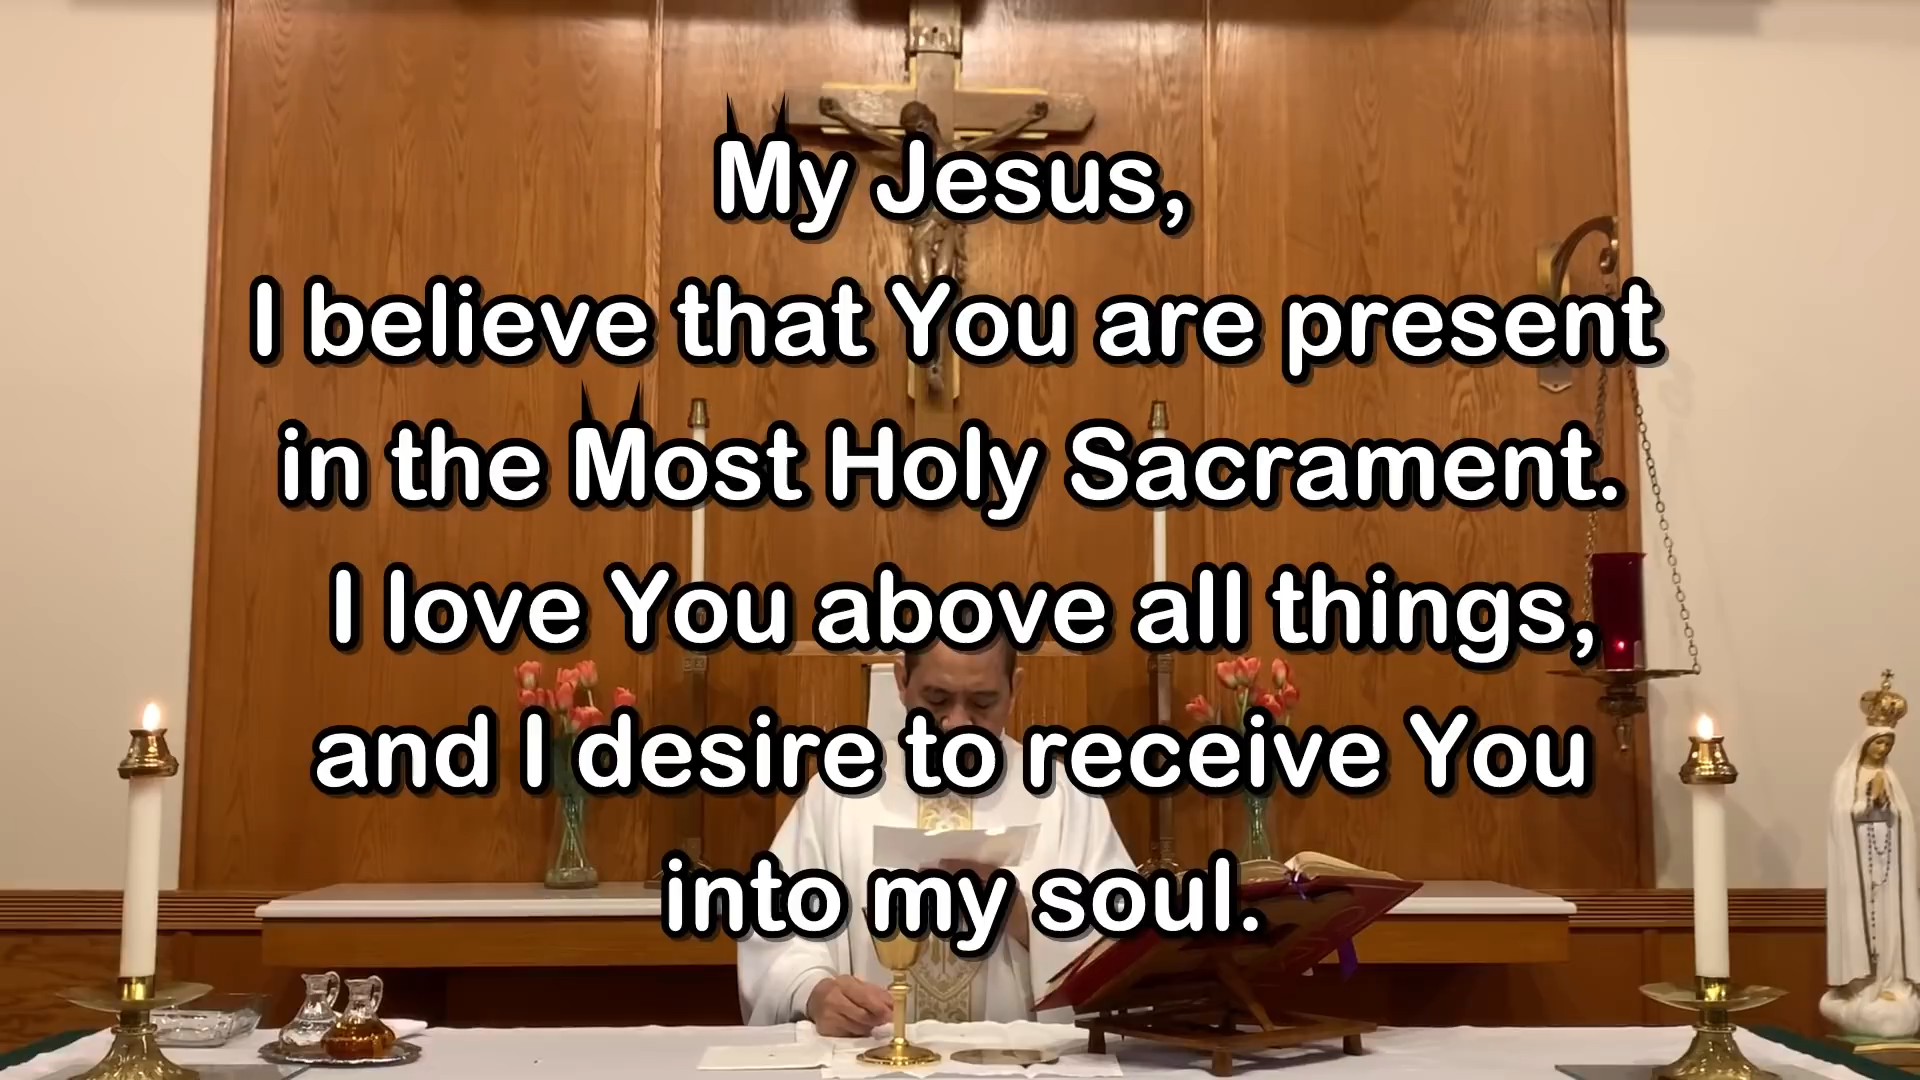 My Jesus,
I believe that You are present
in the Most Holy Sacrament.
I love You above all things,
and I desire to receive You
into my soul.